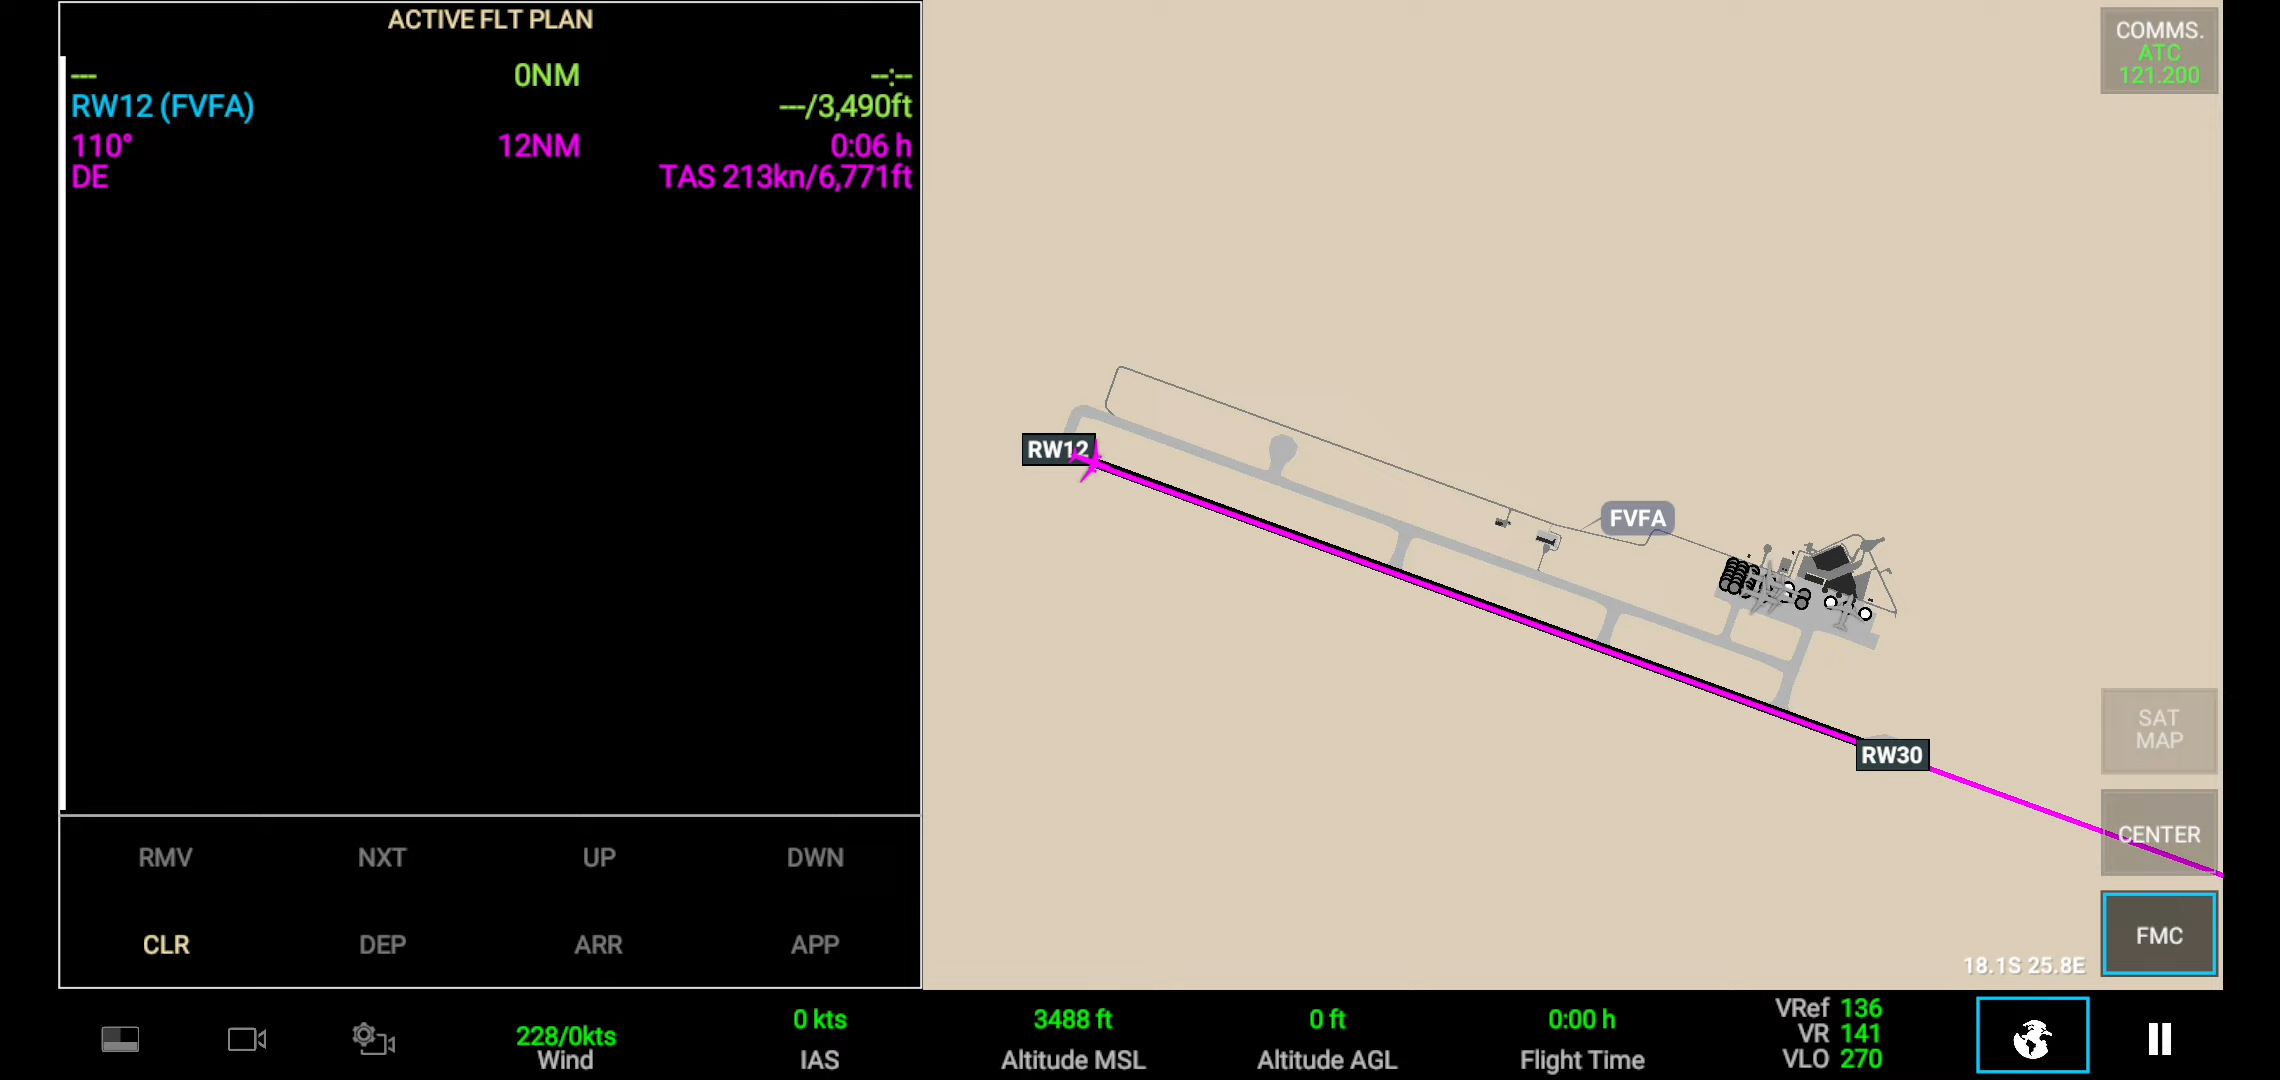 ACTIVE FLT PLAN
--- 0NM --:--
RW12 (FVFA) ---/3,490ft
110° 12NM 0:06 h
DE TAS 213kn/6,771ft
RMV NXT UP DWN
CLR DEP ARR APP
COMMS.
ATC
121.200
RW12
FVFA
RW30
SAT
MAP
CENTER
FMC
18.1S 25.8E
228/0kts
Wind
0 kts
IAS
3488 ft
Altitude MSL
0 ft
Altitude AGL
0:00 h
Flight Time
VRef 136
VR 141
VLO 270